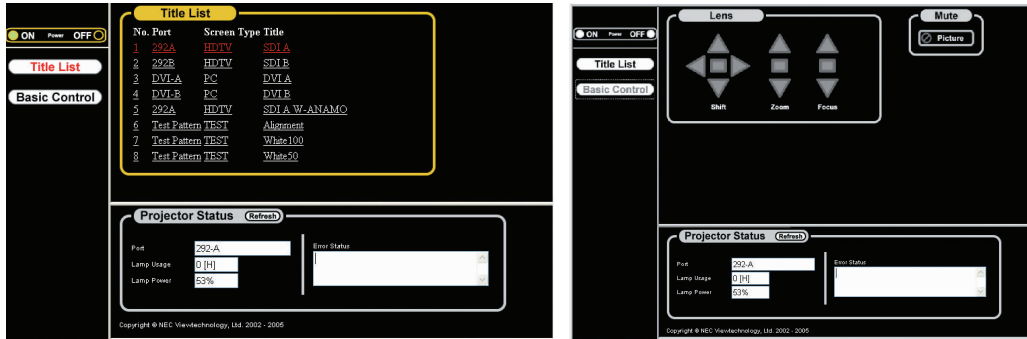 Title List
ON Power OFF
Title List
Basic Control
No. Port Screen Type Title
1 292A HDTV SDI A
2 292B HDTV SDI B
3 DVI-A PC DVI A
4 DVI-B PC DVI B
5 292A HDTV SDI A W-ANAMO
6 Test Pattern TEST Alignment
7 Test Pattern TEST White100
8 Test Pattern TEST White50
Projector Status Refresh
Port 292-A
Lamp Usage 0 [H]
Lamp Power 53%
Error Status
Copyright © NEC Viewtechnology, Ltd. 2002 - 2005
Lens
Mute
ON Power OFF
Picture
Title List
Basic Control
Shift Zoom Focus
Projector Status Refresh
Port 292-A
Lamp Usage 0 [H]
Lamp Power 53%
Error Status
Copyright © NEC Viewtechnology, Ltd. 2002 - 2005